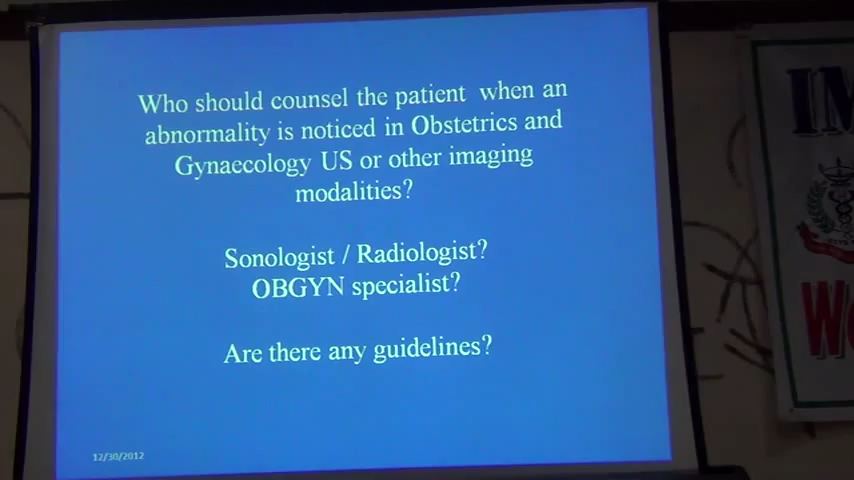 Who should counsel the patient when an
abnormality is noticed in Obstetrics and
Gynaecology US or other imaging
modalities?
Sonologist / Radiologist?
OBGYN specialist?
Are there any guidelines?
12/30/2012